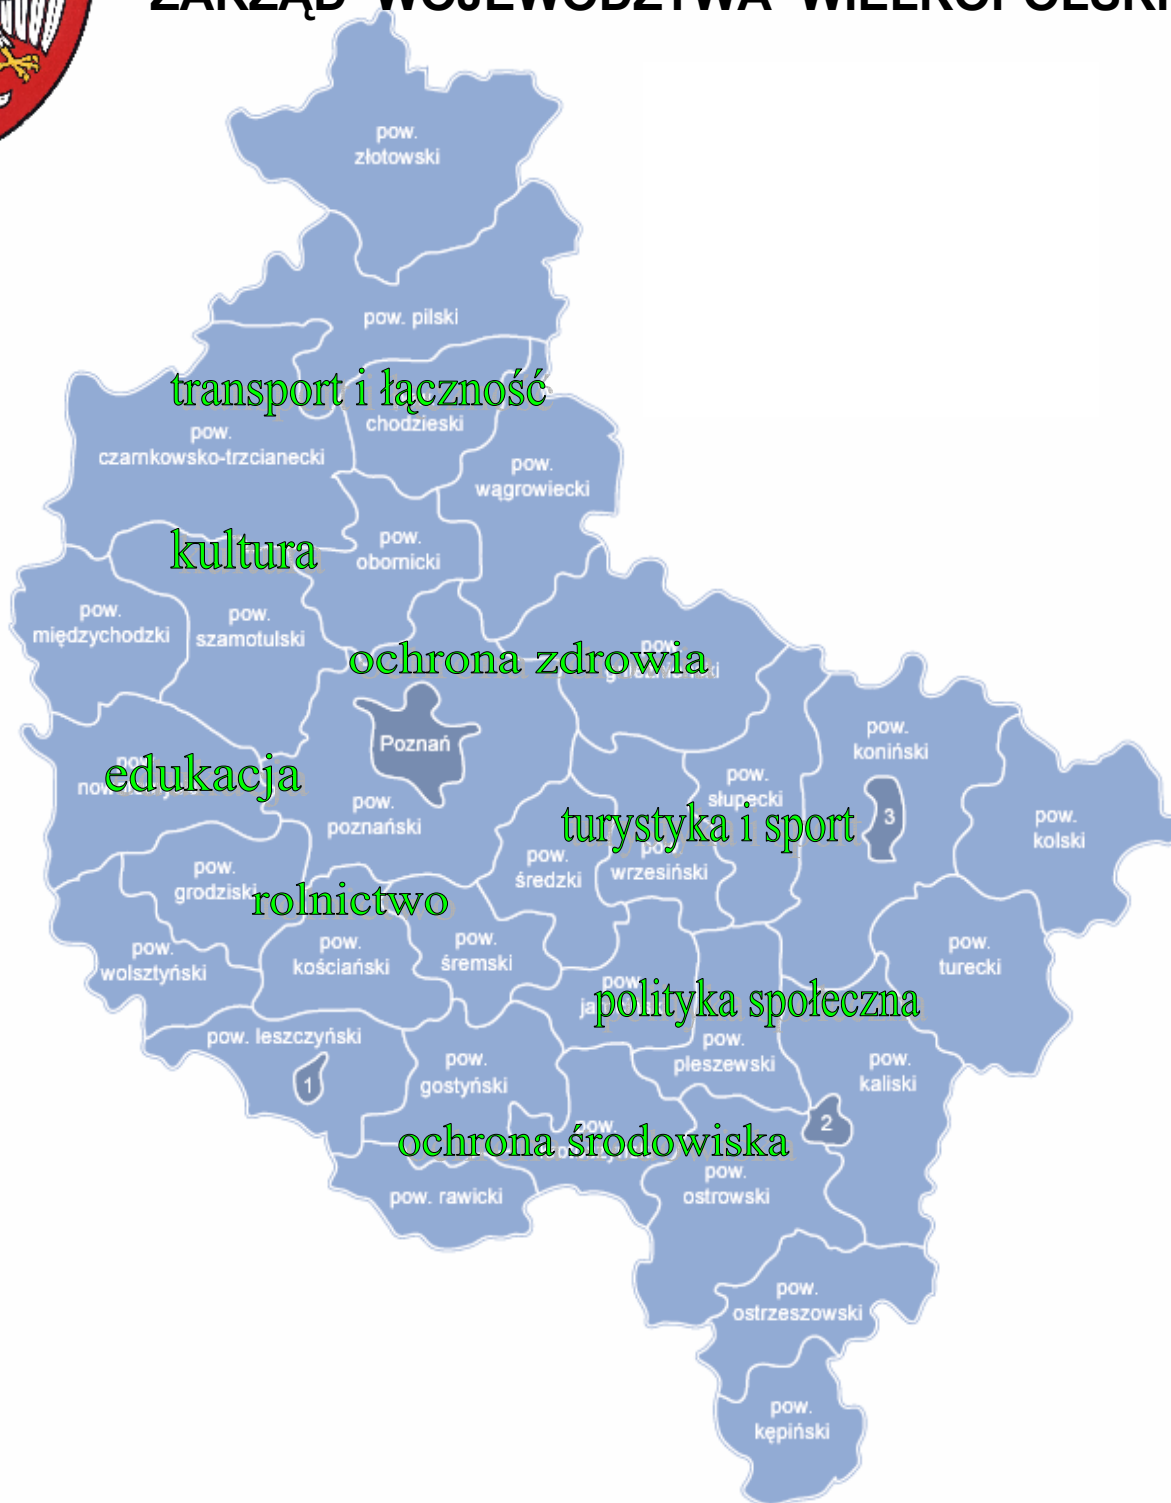 ZARZĄD WOJEWÓDZTWA WIELKOPOLSKI
pow.
złotowski
pow. pilski
transport i łączność
chodzieski
pow.
czarnkowsko-trzcianecki
pow.
wągrowiecki
kultura
pow.
obornicki
pow.
międzychodzki
pow.
szamotulski
ochrona zdrowia
pow.
Poznań
pow.
koniński
edukacja
pow.
słupecki
pow.
poznański
turystyka i sport
3
pow.
kolski
pow.
średzki
pow.
wrzesiński
pow.
grodziski
rolnictwo
pow.
wolsztyński
pow.
kościański
pow.
śremski
pow.
turecki
pow.
polityka społeczna
pow. leszczyński
1
pow.
gostyński
pow.
pleszewski
pow.
kaliski
2
pow.
ochrona środowiska
pow. rawicki
pow.
ostrowski
pow.
ostrzeszowski
pow.
kępiński